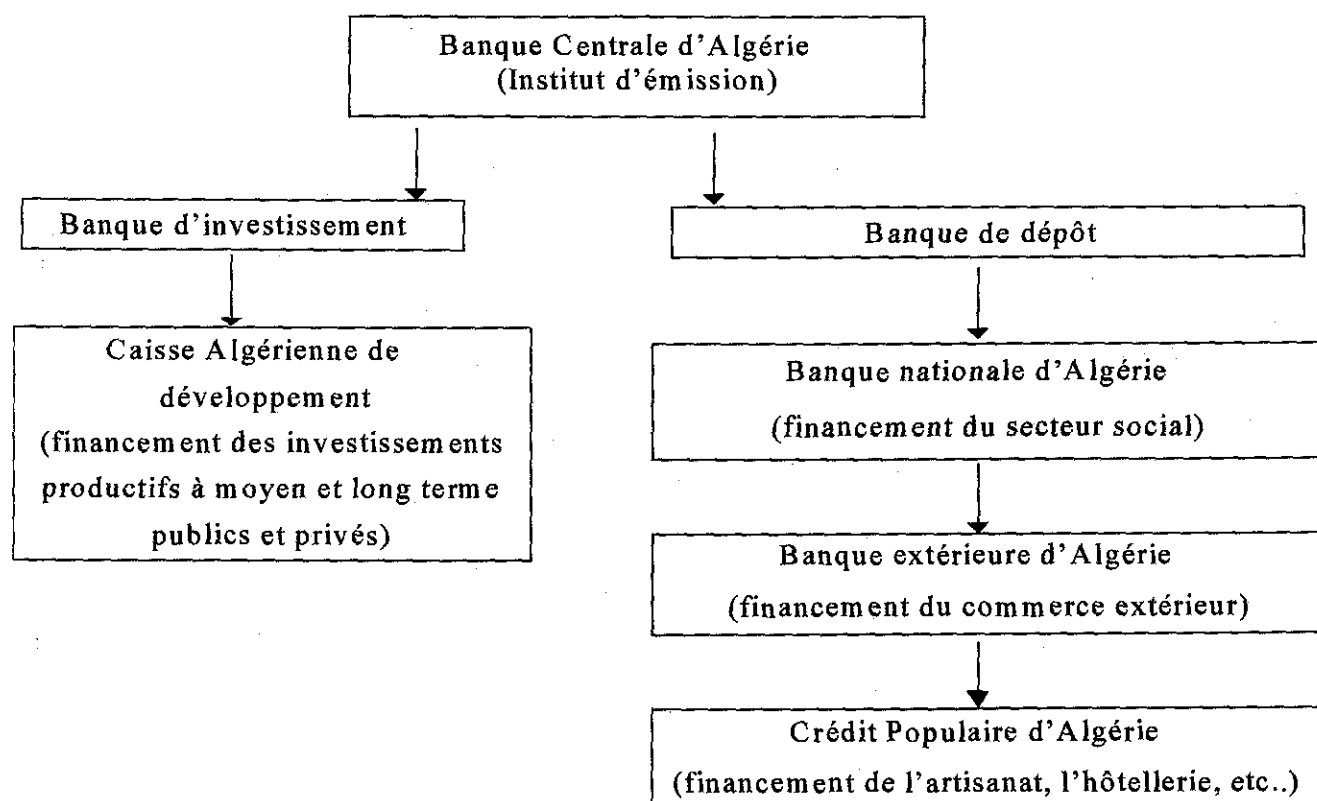 Banque Centrale d'Algérie
(Institut d'émission)
Banque d'investissement
Banque de dépôt
Caisse Algérienne de
développement
(financement des investissements
productifs à moyen et long terme
publics et privés)
Banque nationale d'Algérie
(financement du secteur social)
Banque extérieure d'Algérie
(financement du commerce extérieur)
Crédit Populaire d'Algérie
(financement de l'artisanat, l'hôtellerie, etc..)